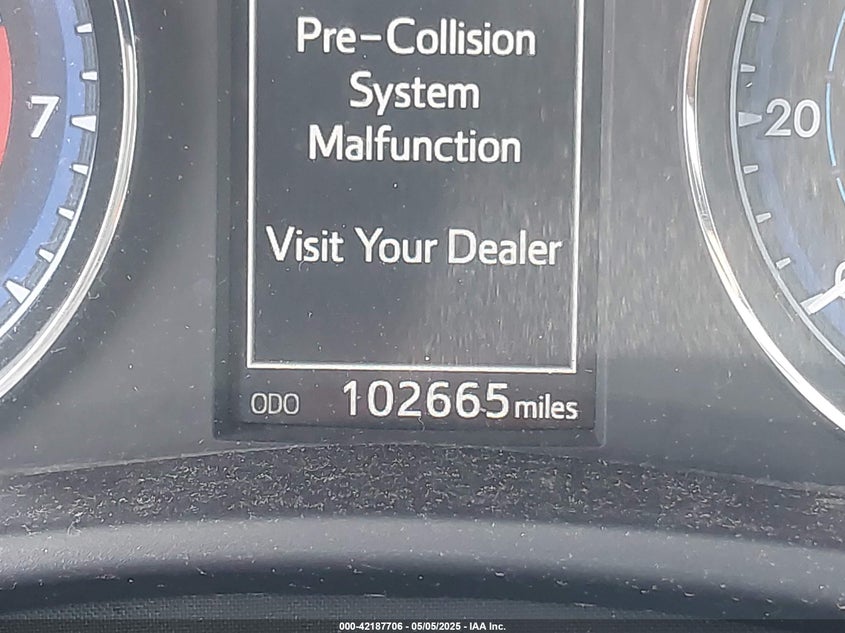 Pre-Collision
System
Malfunction
Visit Your Dealer
7
20
ODO 102665 miles
000-42187706 - 05/05/2025 - IAA Inc.